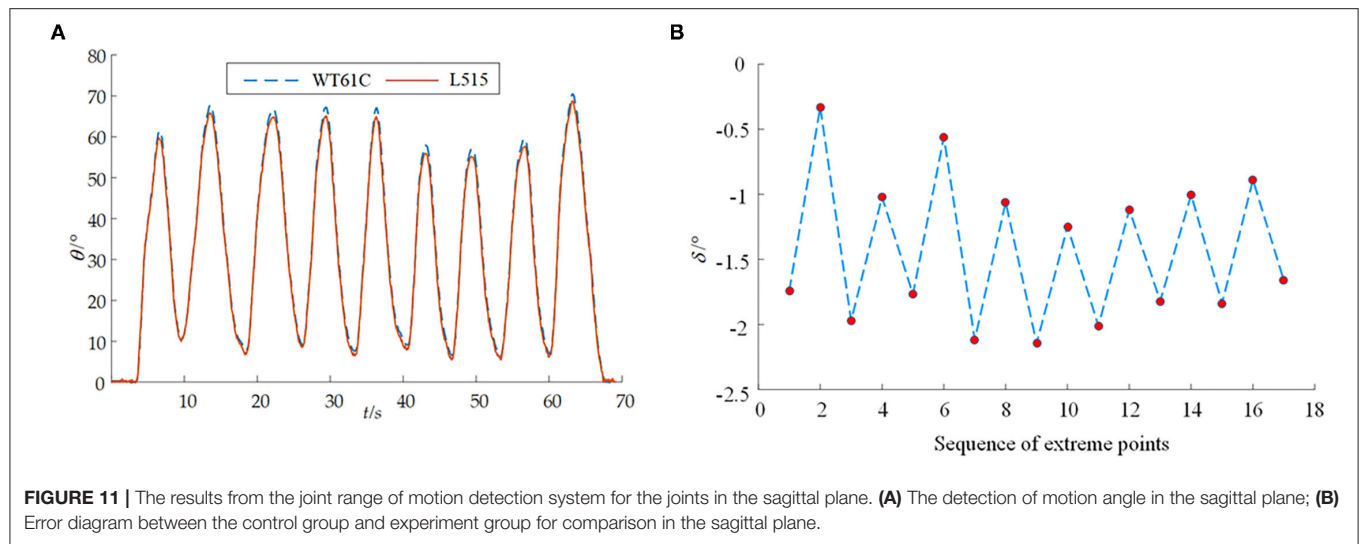 A
80
70
60
50
40
30
20
10
0
θ/°
WT61C
L515
10 20 30 40 50 60 70
t/s
B
0
-0.5
-1
-1.5
-2
-2.5
δ/°
0 2 4 6 8 10 12 14 16 18
Sequence of extreme points
FIGURE 11 | The results from the joint range of motion detection system for the joints in the sagittal plane. (A) The detection of motion angle in the sagittal plane; (B)
Error diagram between the control group and experiment group for comparison in the sagittal plane.